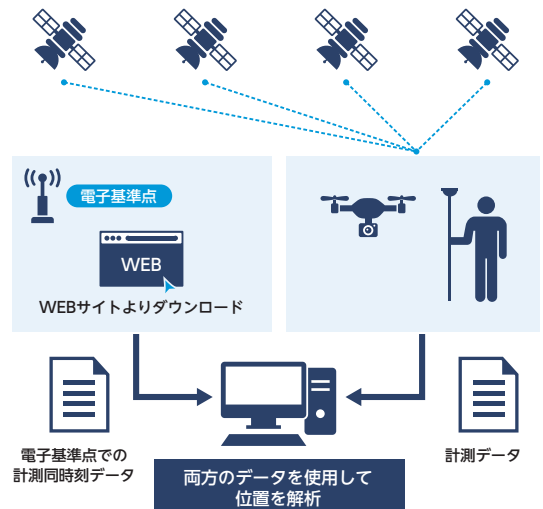 電子基準点
WEB
WEBサイトよりダウンロード
電子基準点での
計測同時刻データ
計測データ
両方のデータを使用して
位置を解析